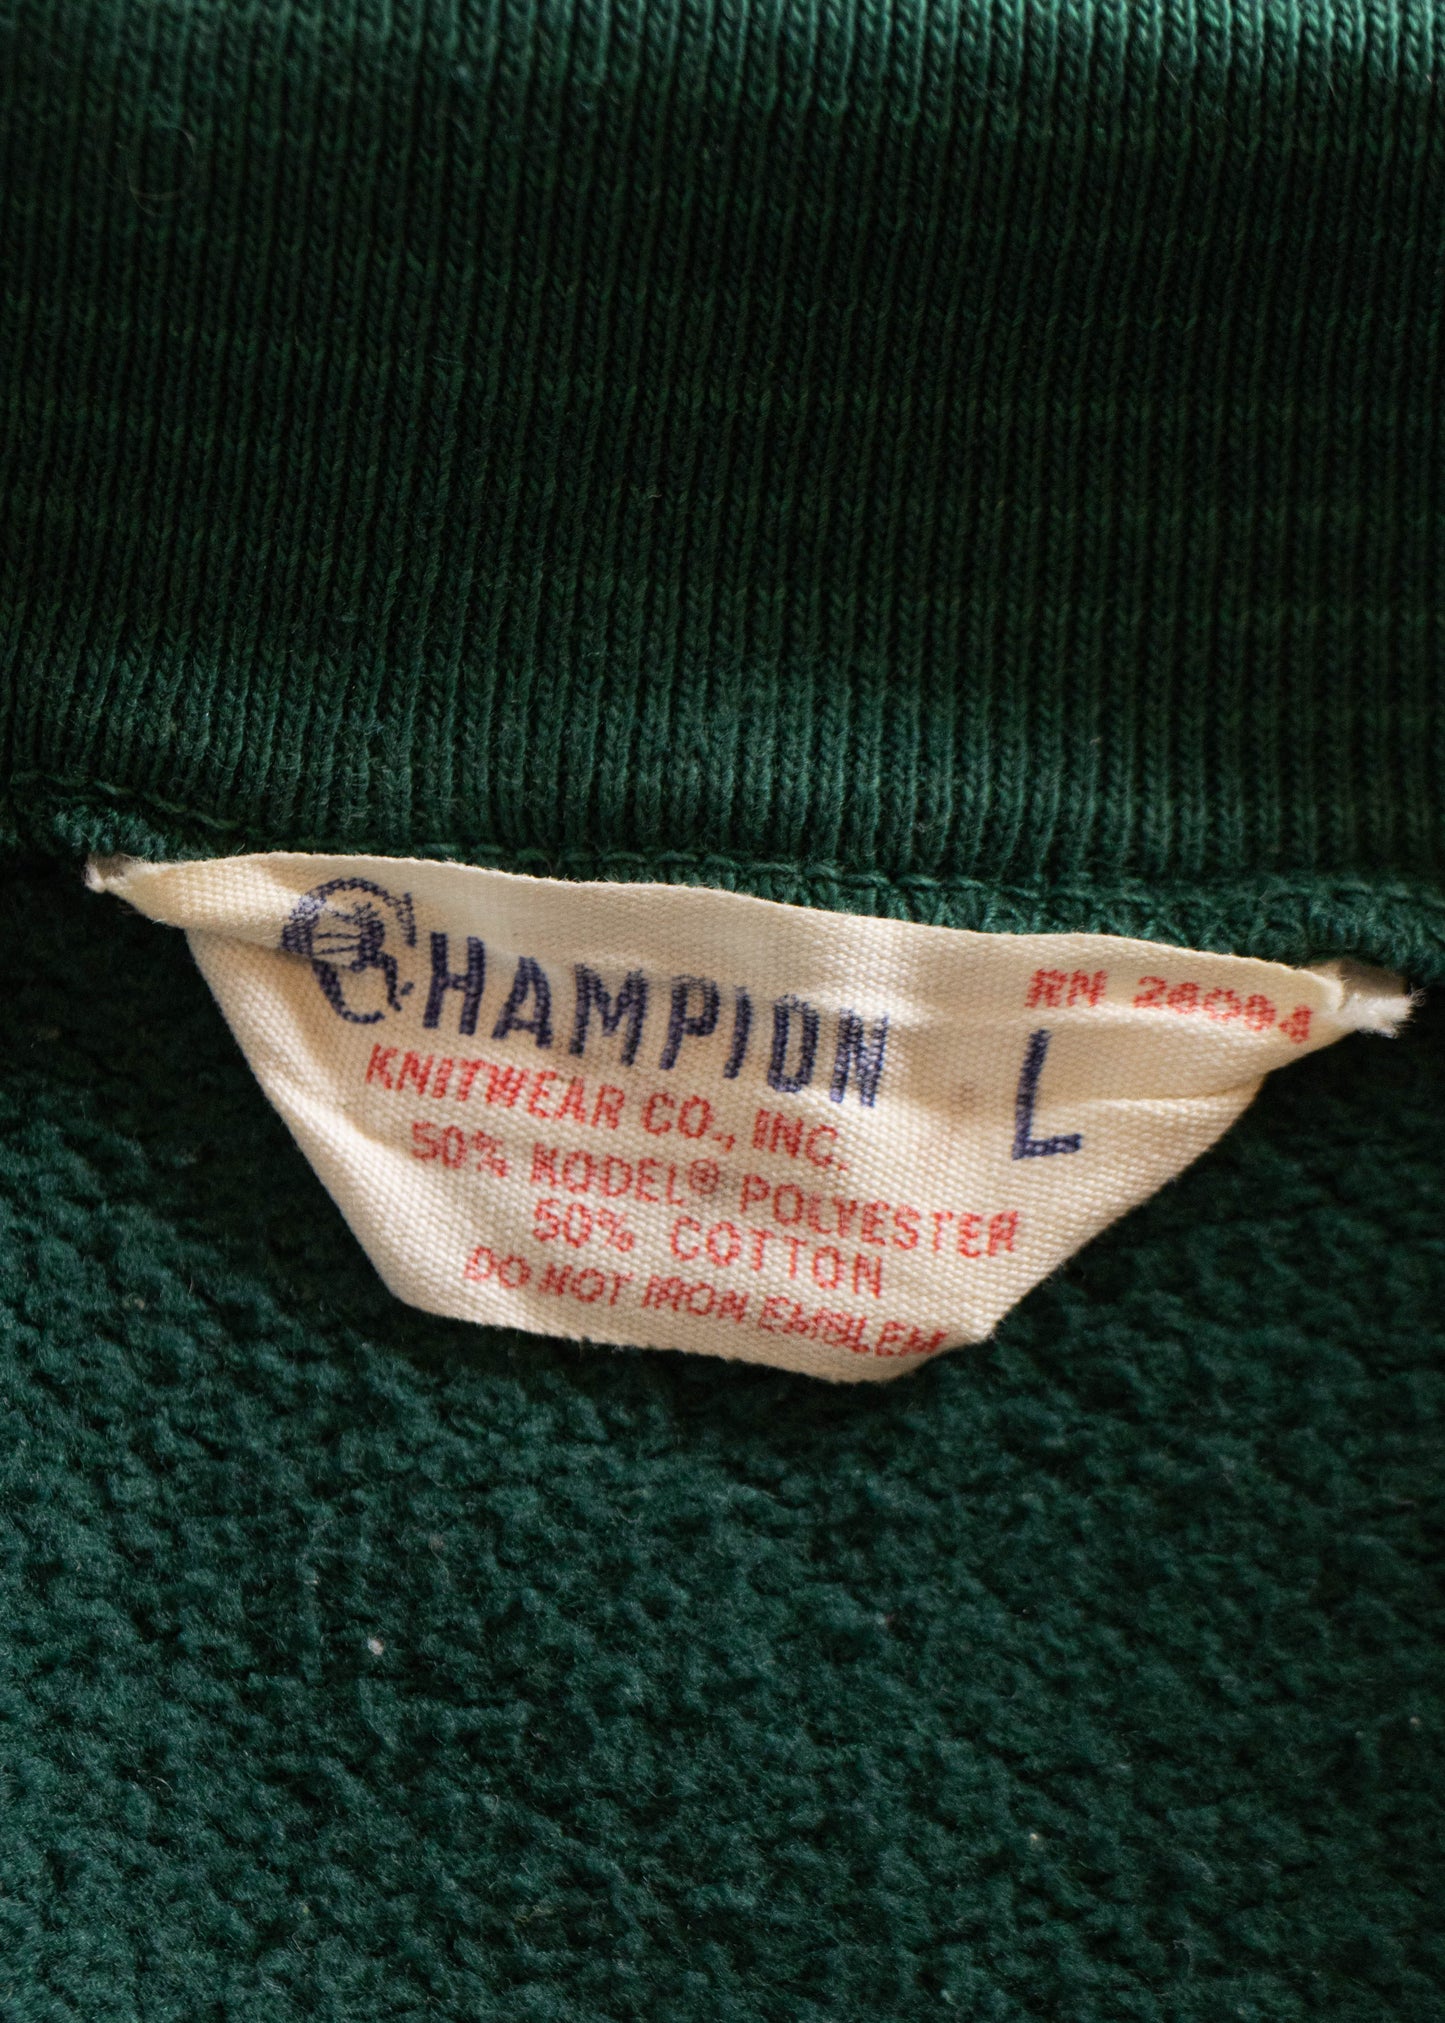 CHAMPION
KNITWEAR CO., INC.
50% KODEL® POLYESTER
50% COTTON
DO NOT IRON EMBLEM
RN 26094
L